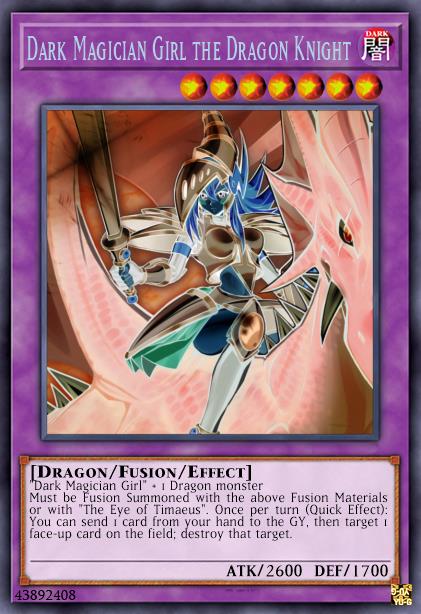 Dark Magician Girl the Dragon Knight
DARK
闇
[Dragon/Fusion/Effect]
"Dark Magician Girl" + 1 Dragon monster
Must be Fusion Summoned with the above Fusion Materials
or with "The Eye of Timaeus". Once per turn (Quick Effect):
You can send 1 card from your hand to the GY, then target 1
face-up card on the field; destroy that target.
ATK/2600 DEF/1700
43892408